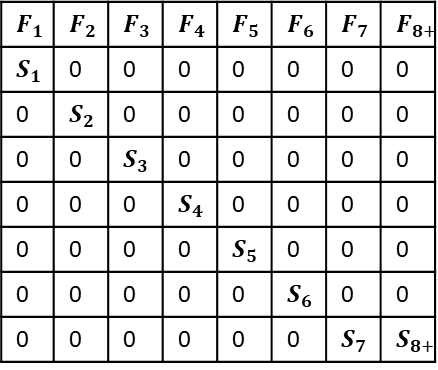 F₁ F₂ F₃ F₄ F₅ F₆ F₇ F₈₊
S₁ 0 0 0 0 0 0 0
0 S₂ 0 0 0 0 0 0
0 0 S₃ 0 0 0 0 0
0 0 0 S₄ 0 0 0 0
0 0 0 0 S₅ 0 0 0
0 0 0 0 0 S₆ 0 0
0 0 0 0 0 0 S₇ S₈₊